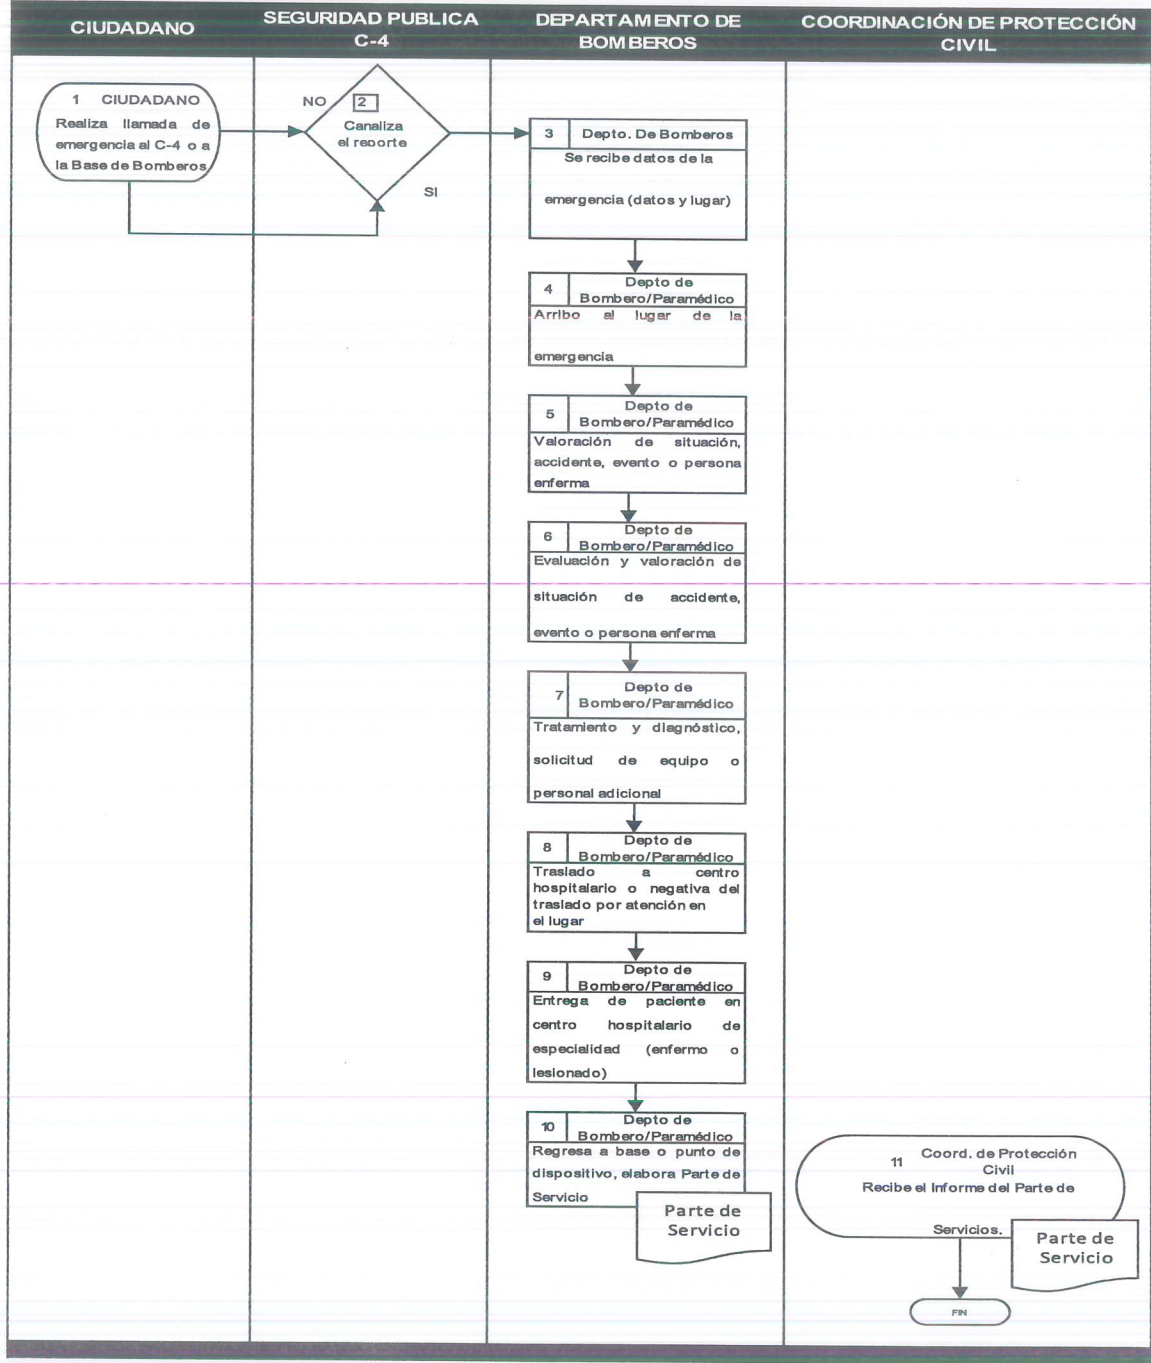 CIUDADANO
SEGURIDAD PUBLICA
C-4
DEPARTAMENTO DE
BOMBEROS
COORDINACIÓN DE PROTECCIÓN
CIVIL
1 CIUDADANO
Realiza llamada de
emergencia al C-4 o a
la Base de Bomberos
NO
2
Canaliza
el reporte
SI
3 Depto. De Bomberos
Se recibe datos de la
emergencia (datos y lugar)
4 Depto de
Bombero/Paramédico
Arribo al lugar de la
emergencia
5 Depto de
Bombero/Paramédico
Valoración de situación,
accidente, evento o persona
enferma
6 Depto de
Bombero/Paramédico
Evaluación y valoración de
situación de accidente,
evento o persona enferma
7 Depto de
Bombero/Paramédico
Tratamiento y diagnóstico,
solicitud de equipo o
personal adicional
8 Depto de
Bombero/Paramédico
Traslado a centro
hospitalario o negativa del
traslado por atención en
el lugar
9 Depto de
Bombero/Paramédico
Entrega de paciente en
centro hospitalario de
especialidad (enfermo o
lesionado)
10 Depto de
Bombero/Paramédico
Regresa a base o punto de
dispositivo, elabora Parte de
Servicio
Parte de
Servicio
11 Coord. de Protección
Civil
Recibe el Informe del Parte de
Servicios.
Parte de
Servicio
FIN